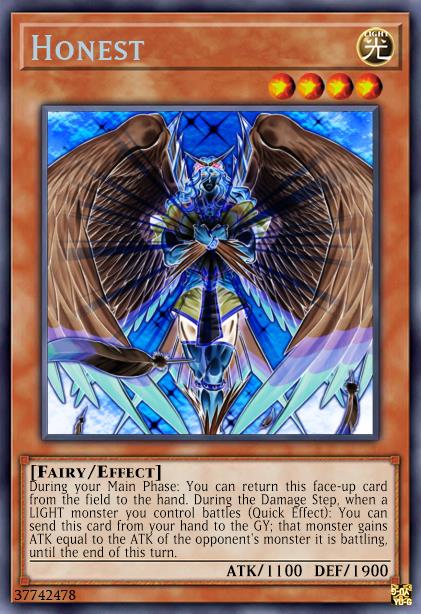 Honest
LIGHT
光
[Fairy/Effect]
During your Main Phase: You can return this face-up card
from the field to the hand. During the Damage Step, when a
LIGHT monster you control battles (Quick Effect): You can
send this card from your hand to the GY; that monster gains
ATK equal to the ATK of the opponent's monster it is battling,
until the end of this turn.
ATK/1100 DEF/1900
37742478